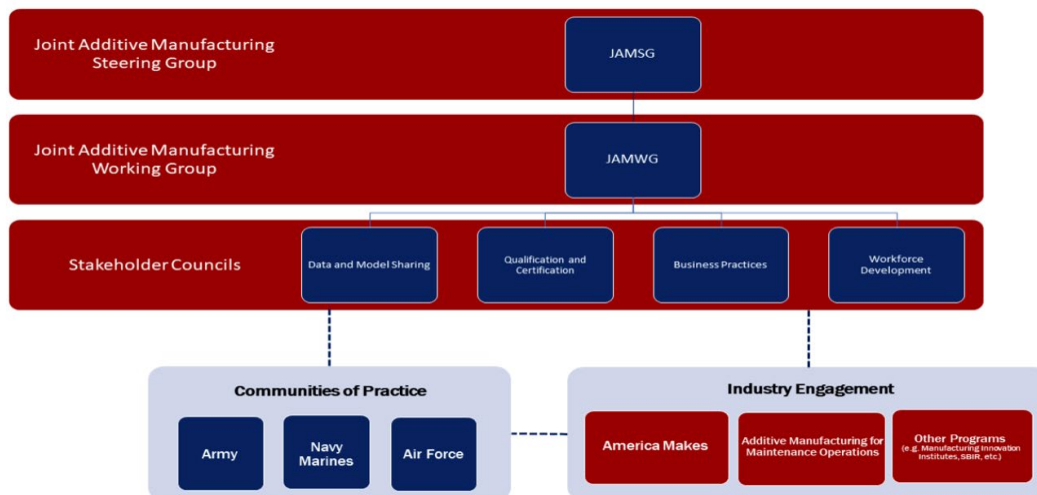 Joint Additive Manufacturing
Steering Group
JAMSG
Joint Additive Manufacturing
Working Group
JAMWG
Stakeholder Councils
Data and Model Sharing
Qualification and
Certification
Business Practices
Workforce
Development
Communities of Practice
Army
Navy
Marines
Air Force
Industry Engagement
America Makes
Additive Manufacturing for
Maintenance Operations
Other Programs
(e.g. Manufacturing Innovation
Institutes, SBIR, etc.)